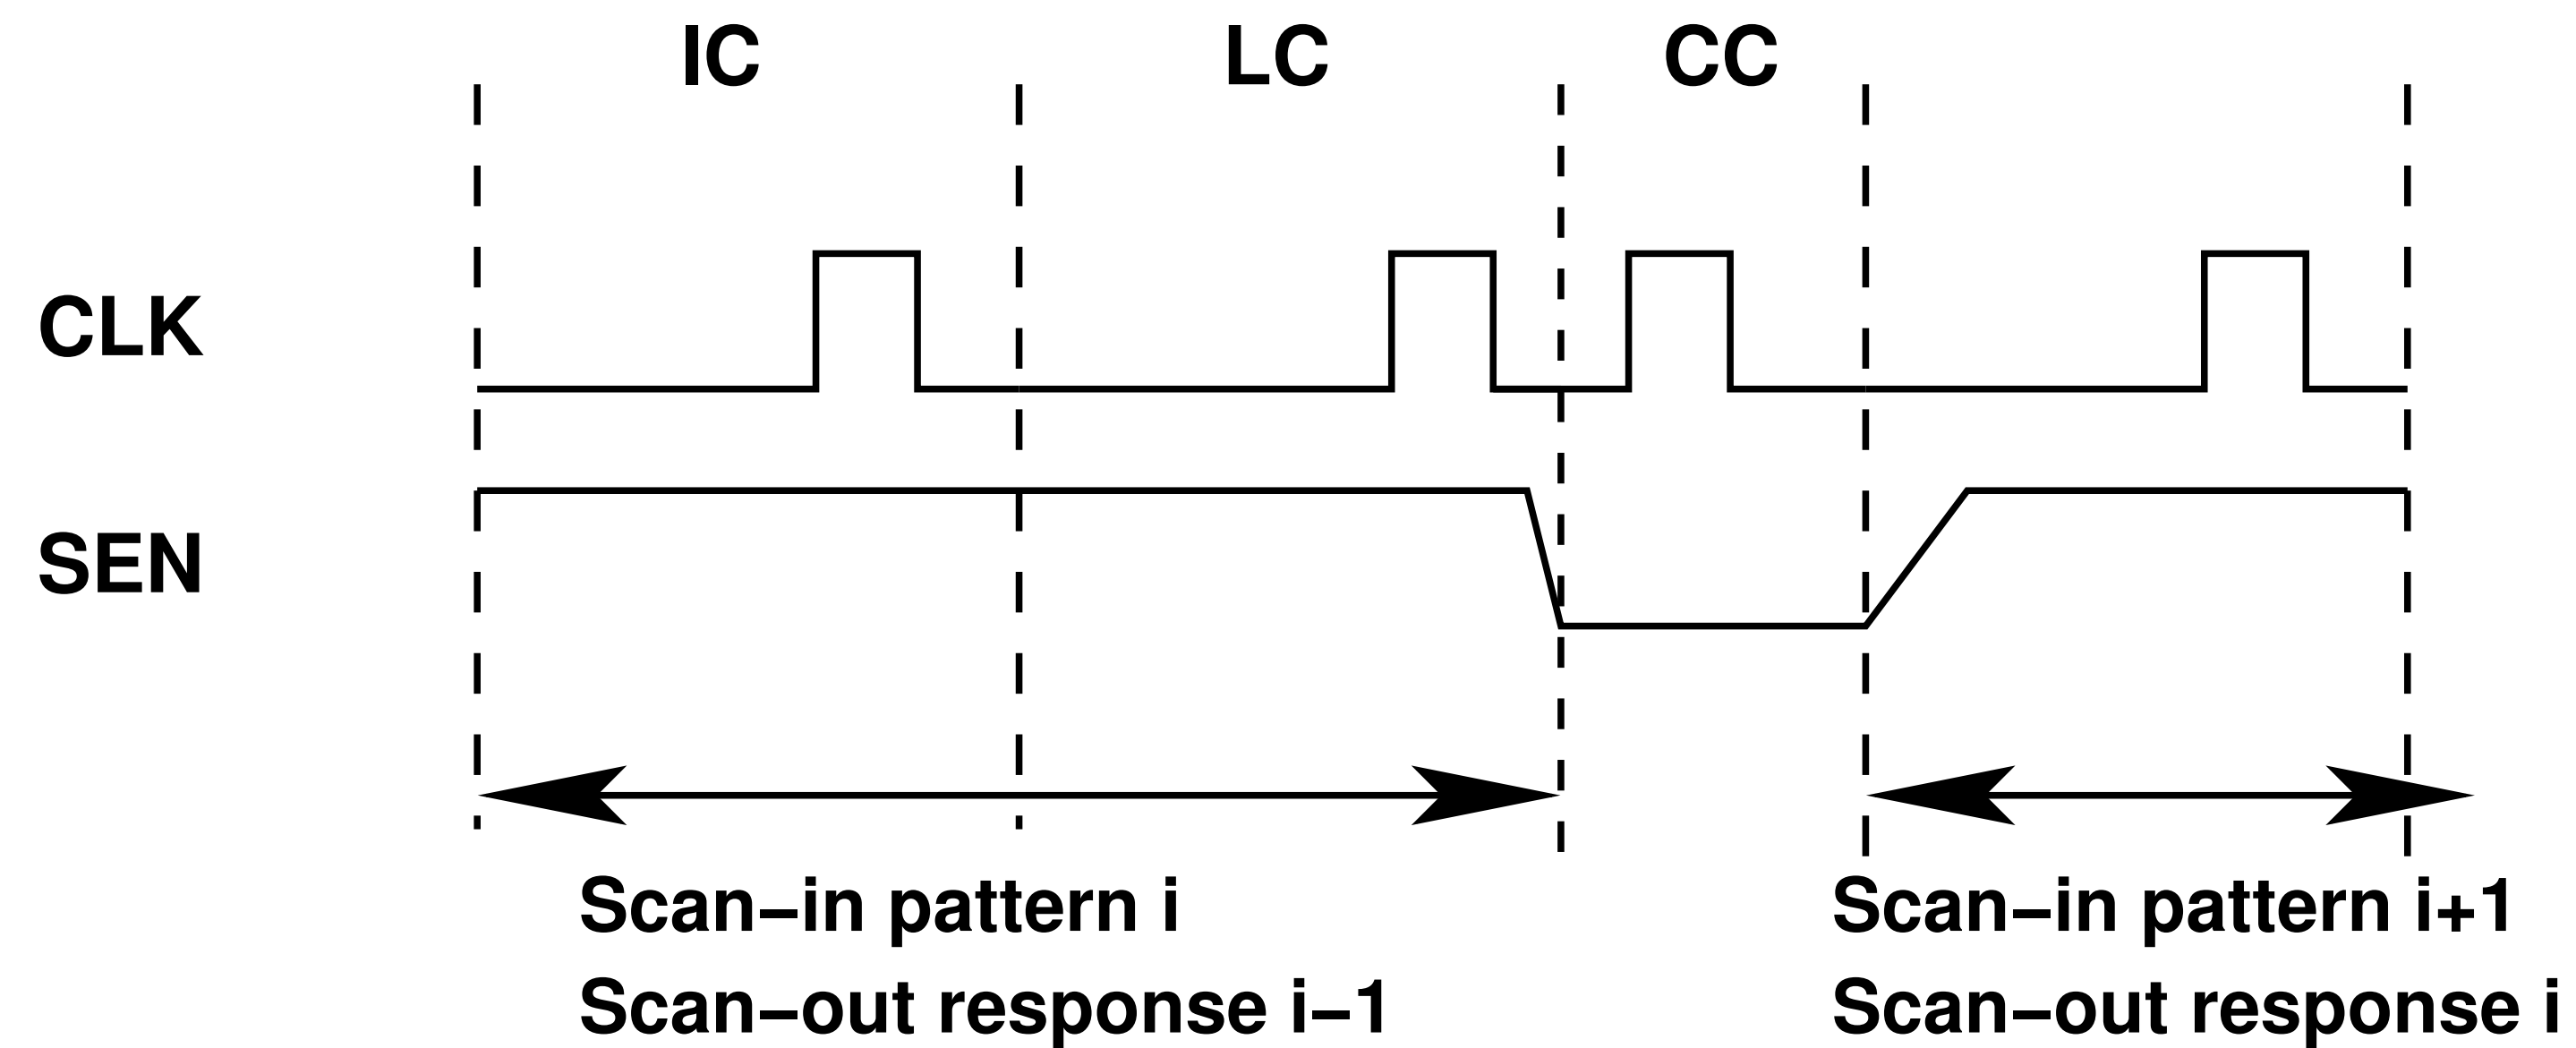 IC LC CC
CLK
SEN
Scan–in pattern i
Scan–out response i–1
Scan–in pattern i+1
Scan–out response i